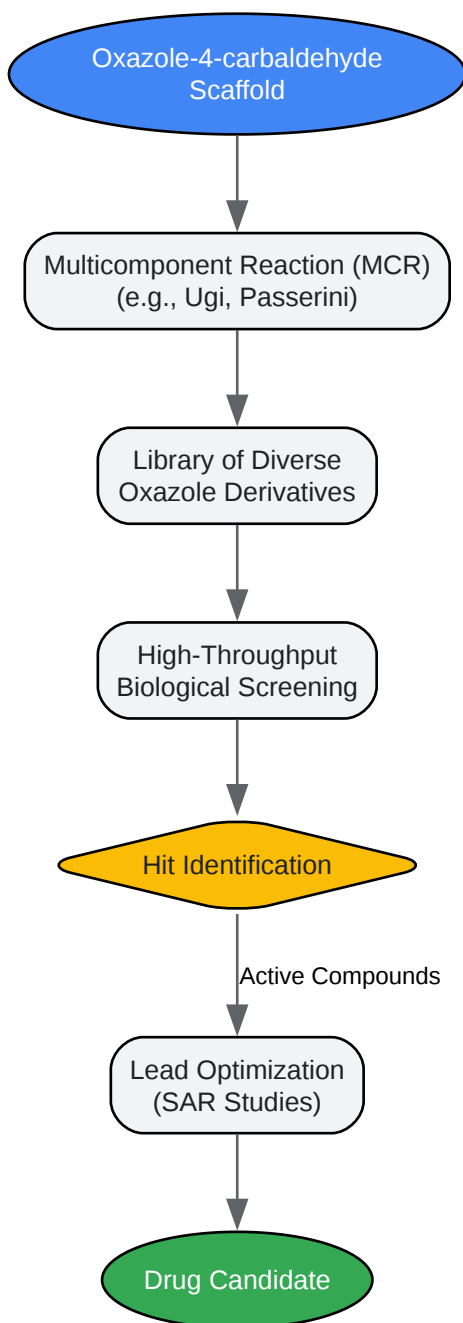 Oxazole-4-carbaldehyde
Scaffold
Multicomponent Reaction (MCR)
(e.g., Ugi, Passerini)
Library of Diverse
Oxazole Derivatives
High-Throughput
Biological Screening
Hit Identification
Active Compounds
Lead Optimization
(SAR Studies)
Drug Candidate